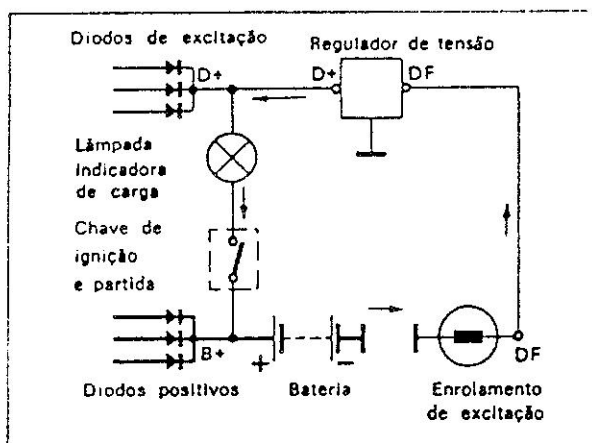 Diodos de excitação
Regulador de tensão
D+
D+
DF
Lâmpada
Indicadora
de carga
Chave de
ignição
e partida
B+
+
-
DF
Diodos positivos
Bateria
Enrolamento
de excitação